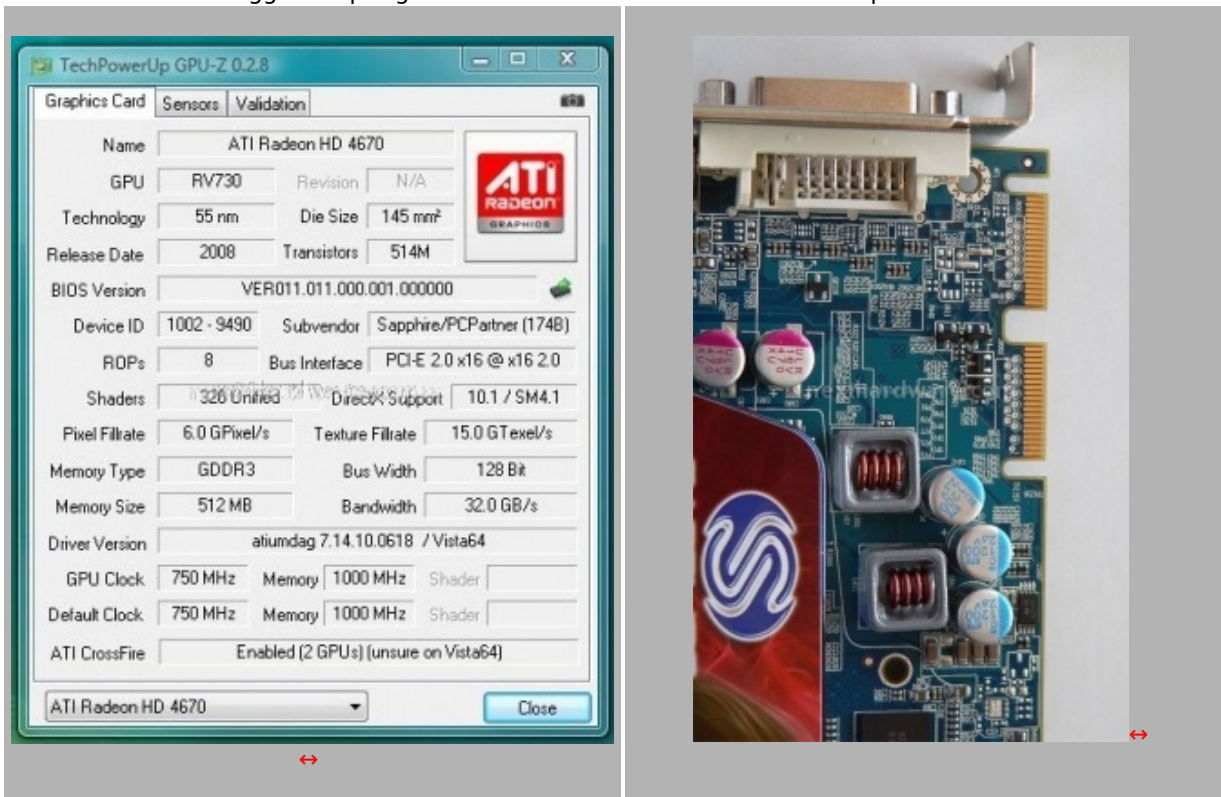 TechPowerUp GPU-Z 0.2.8
Graphics Card Sensors Validation
Name ATI Radeon HD 4670
ATI
RADEON
GRAPHICS
GPU RV730 Revision N/A
Technology 55 nm Die Size 145 mm²
Release Date 2008 Transistors 514M
BIOS Version VER011.011.000.001.000000
Device ID 1002 - 9490 Subvendor Sapphire/PCPartner (174B)
ROPs 8 Bus Interface PCI-E 2.0 x16 @ x16 2.0
Shaders 320 Unified DirectX Support 10.1 / SM4.1
Pixel Fillrate 6.0 GPixel/s Texture Fillrate 15.0 GTexel/s
Memory Type GDDR3 Bus Width 128 Bit
Memory Size 512 MB Bandwidth 32.0 GB/s
Driver Version atiumdag 7.14.10.0618 / Vista64
GPU Clock 750 MHz Memory 1000 MHz Shader
Default Clock 750 MHz Memory 1000 MHz Shader
ATI CrossFire Enabled (2 GPUs) (unsure on Vista64)
ATI Radeon HD 4670 Close
nexthardware.com